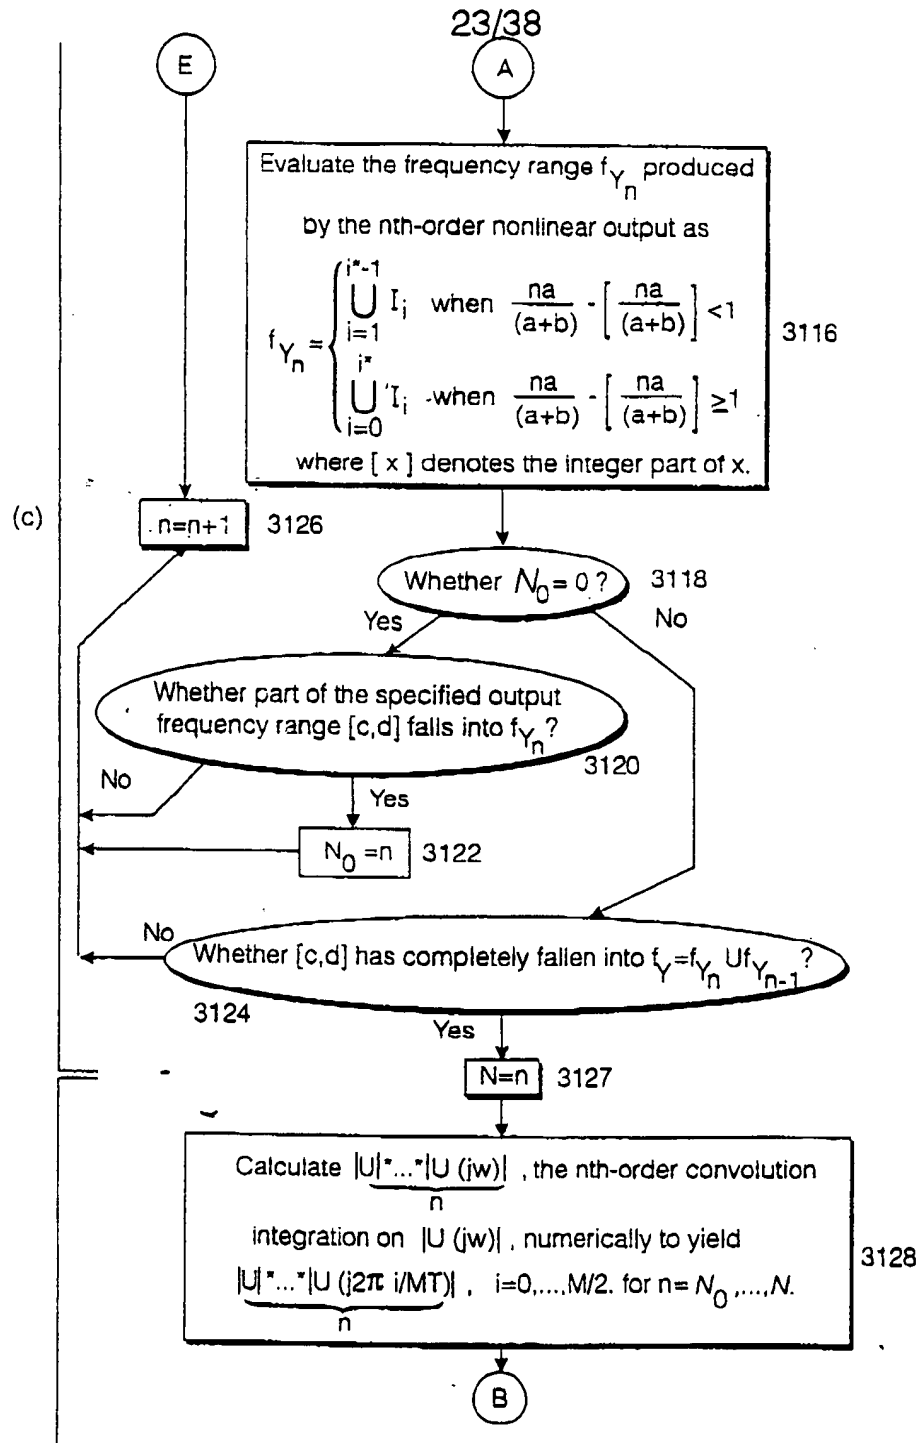 23/38
E
A
Evaluate the frequency range f_{Y_n} produced
by the nth-order nonlinear output as
f_{Y_n} = { ⋃_{i=1}^{i*-1} I_i when na/(a+b) - [na/(a+b)] <1
⋃_{i=0}^{i*} I_i when na/(a+b) - [na/(a+b)] ≥1
where [ x ] denotes the integer part of x.
3116
(c)
n=n+1
3126
Whether N_0 = 0 ?
3118
Yes
No
Whether part of the specified output
frequency range [c,d] falls into f_{Y_n}?
3120
No
Yes
N_0 =n
3122
No
Whether [c,d] has completely fallen into f_Y=f_{Y_n} U f_{Y_{n-1}} ?
3124
Yes
N=n
3127
Calculate |U|*...*|U (jw)| , the nth-order convolution
n
integration on |U (jw)| , numerically to yield
|U|*...*|U (j2π i/MT)| , i=0,...,M/2. for n= N_0 ,...,N.
n
3128
B